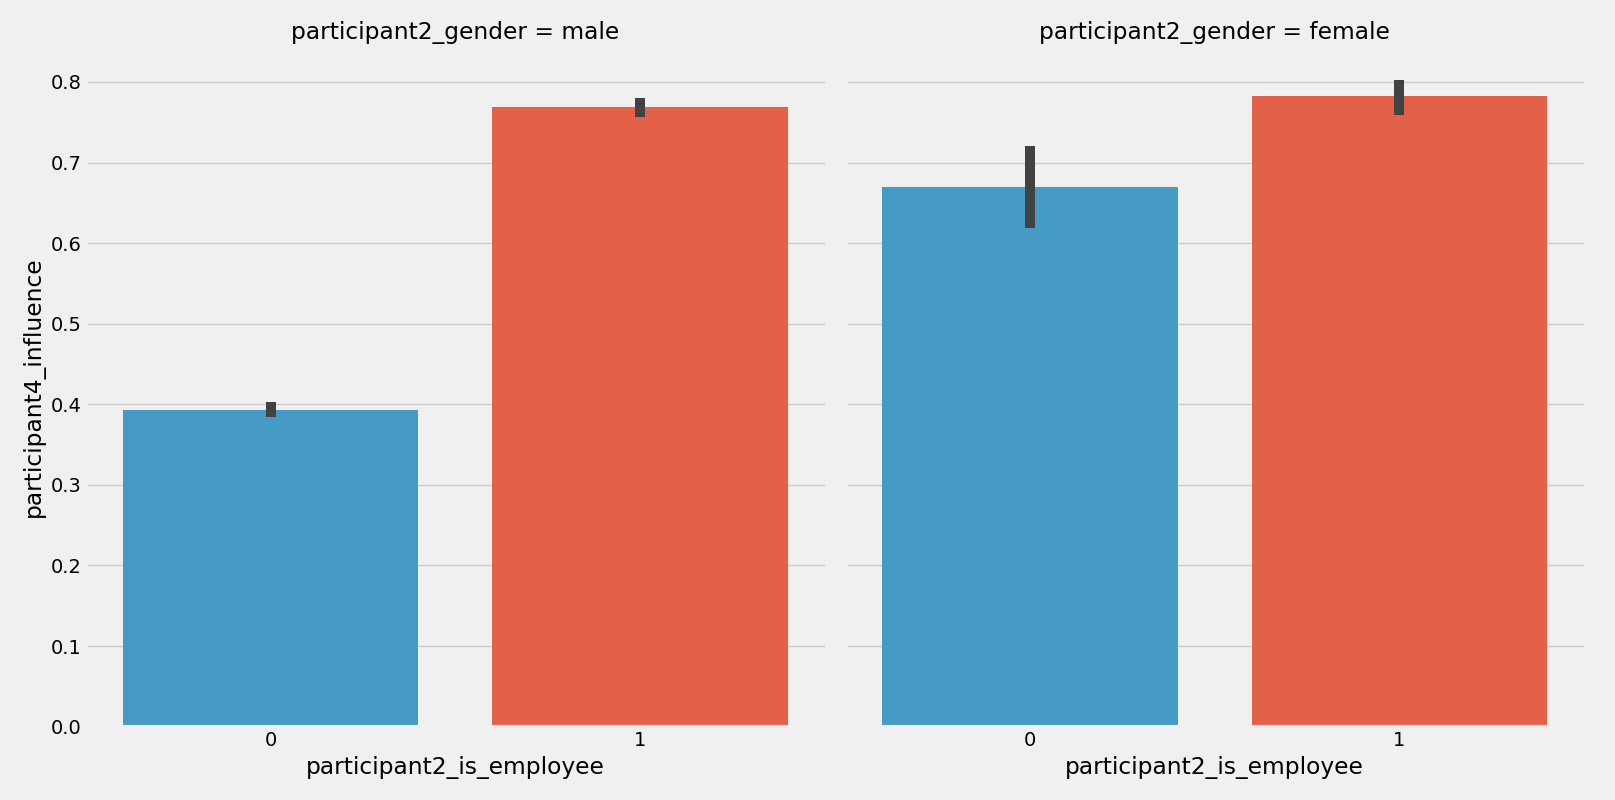 participant2_gender = male
participant2_gender = female
participant4_influence
0.8
0.7
0.6
0.5
0.4
0.3
0.2
0.1
0.0
0 1
0 1
participant2_is_employee
participant2_is_employee